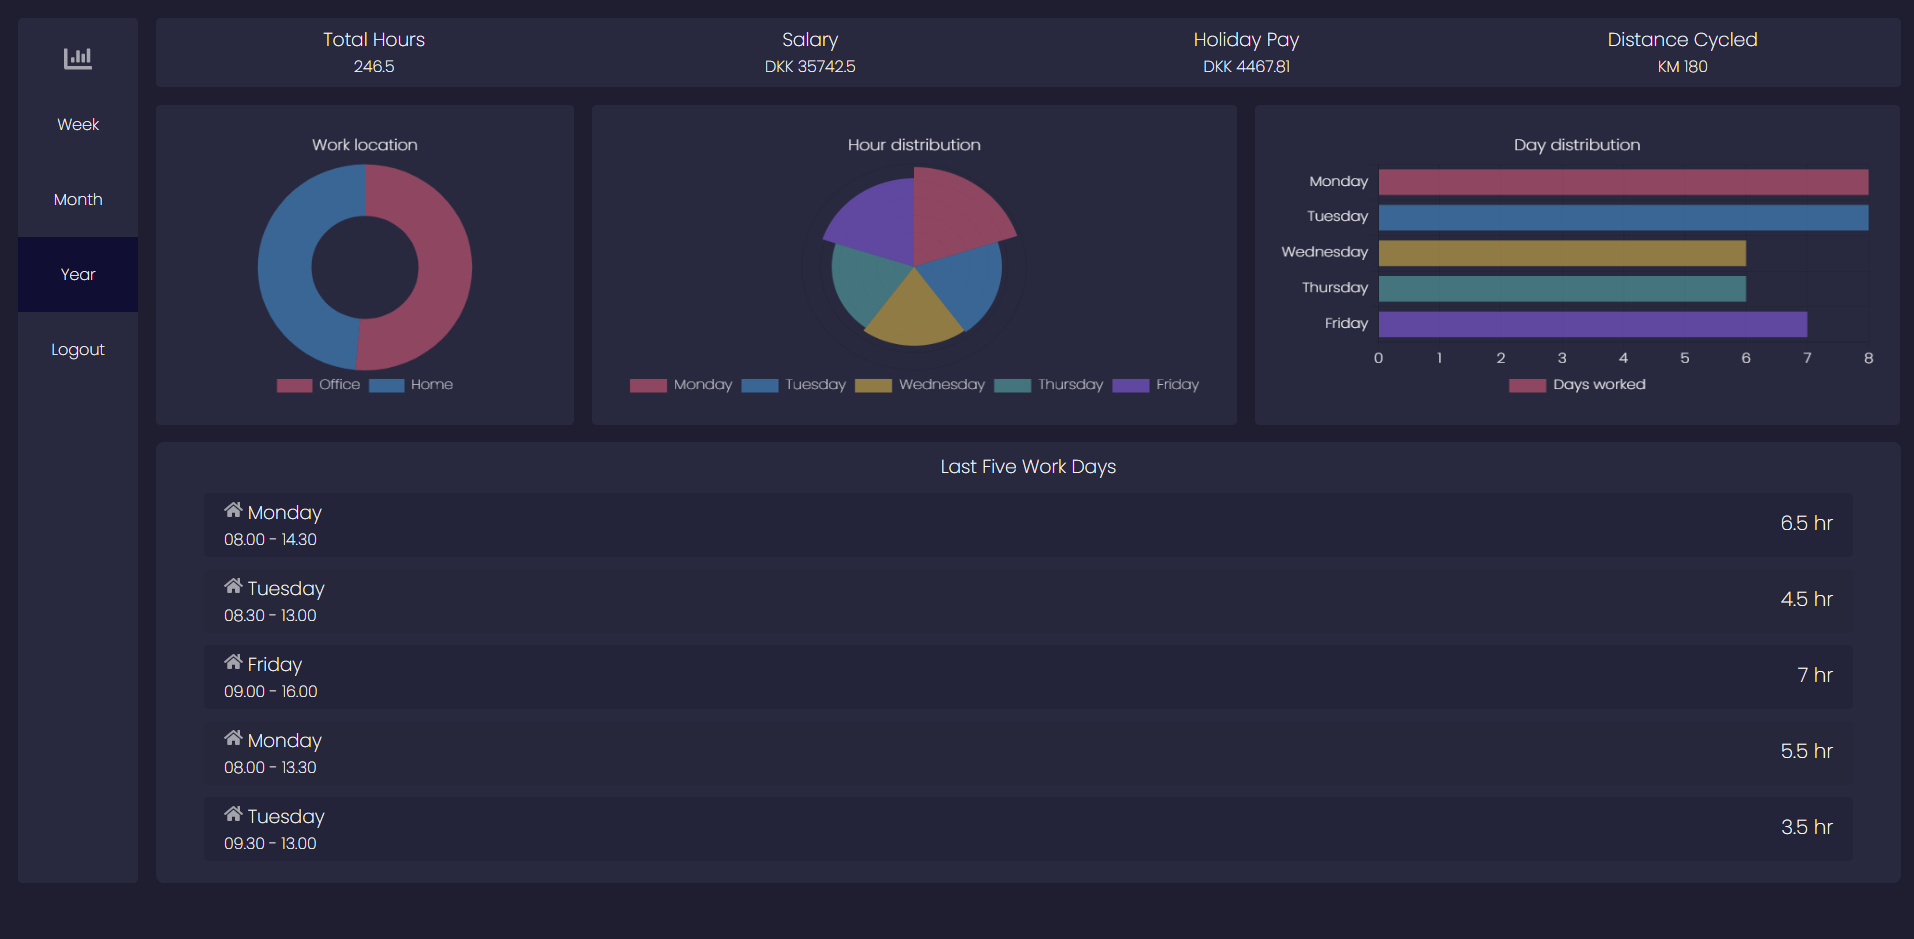 Week
Month
Year
Logout
Total Hours
246.5
Salary
DKK 35742.5
Holiday Pay
DKK 4467.81
Distance Cycled
KM 180
Work location
Office Home
Hour distribution
Monday Tuesday Wednesday Thursday Friday
Day distribution
Monday
Tuesday
Wednesday
Thursday
Friday
0 1 2 3 4 5 6 7 8
Days worked
Last Five Work Days
Monday
08.00 - 14.30
6.5 hr
Tuesday
08.30 - 13.00
4.5 hr
Friday
09.00 - 16.00
7 hr
Monday
08.00 - 13.30
5.5 hr
Tuesday
09.30 - 13.00
3.5 hr